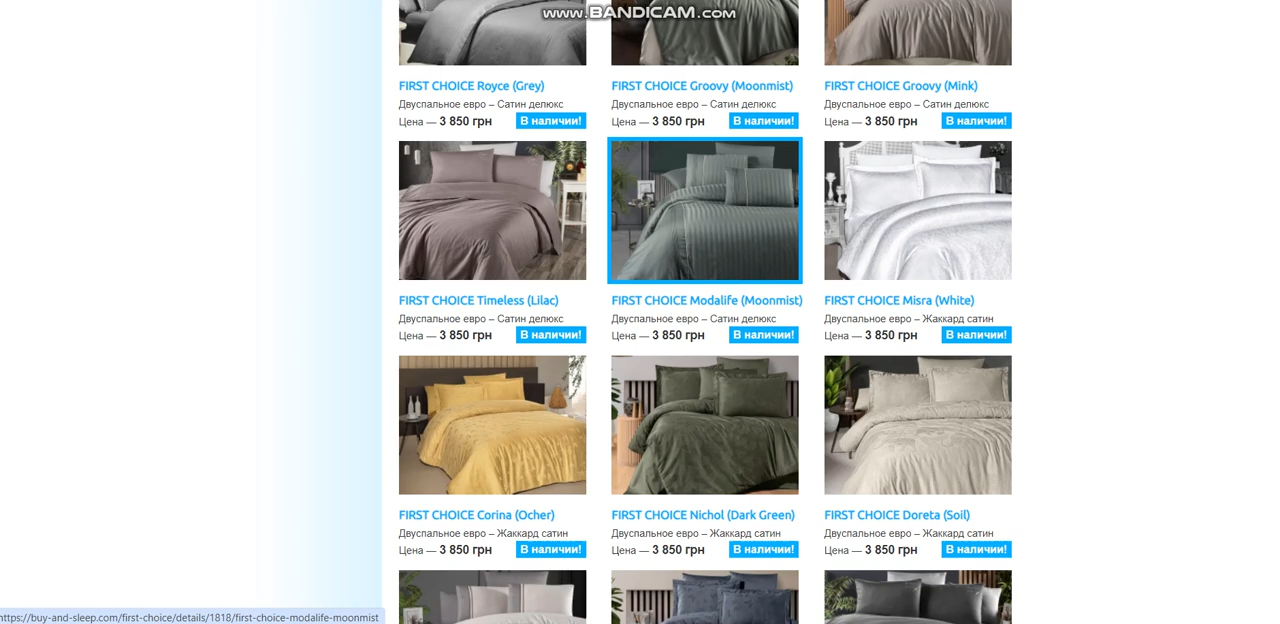 www.BANDICAM.com
FIRST CHOICE Royce (Grey)
Двуспальное евро – Сатин делюкс
Цена — 3 850 грн В наличии!
FIRST CHOICE Groovy (Moonmist)
Двуспальное евро – Сатин делюкс
Цена — 3 850 грн В наличии!
FIRST CHOICE Groovy (Mink)
Двуспальное евро – Сатин делюкс
Цена — 3 850 грн В наличии!
FIRST CHOICE Timeless (Lilac)
Двуспальное евро – Сатин делюкс
Цена — 3 850 грн В наличии!
FIRST CHOICE Modalife (Moonmist)
Двуспальное евро – Сатин делюкс
Цена — 3 850 грн В наличии!
FIRST CHOICE Misra (White)
Двуспальное евро – Жаккард сатин
Цена — 3 850 грн В наличии!
FIRST CHOICE Corina (Ocher)
Двуспальное евро – Жаккард сатин
Цена — 3 850 грн В наличии!
FIRST CHOICE Nichol (Dark Green)
Двуспальное евро – Жаккард сатин
Цена — 3 850 грн В наличии!
FIRST CHOICE Doreta (Soil)
Двуспальное евро – Жаккард сатин
Цена — 3 850 грн В наличии!
https://buy-and-sleep.com/first-choice/details/1818/first-choice-modalife-moonmist